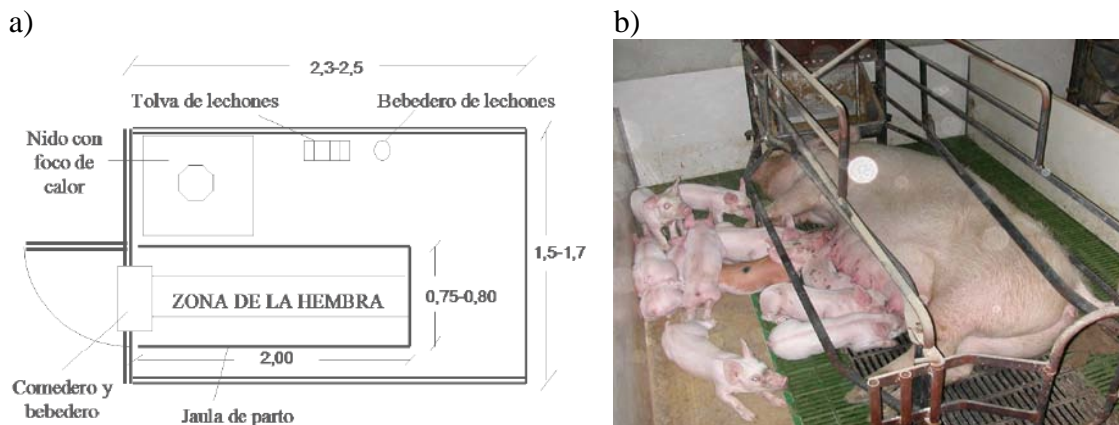 a)
b)
2,3-2,5
Tolva de lechones
Bebedero de lechones
Nido con
foco de
calor
1,5-1,7
0,75-0,80
ZONA DE LA HEMBRA
2,00
Comedero y
bebedero
Jaula de parto